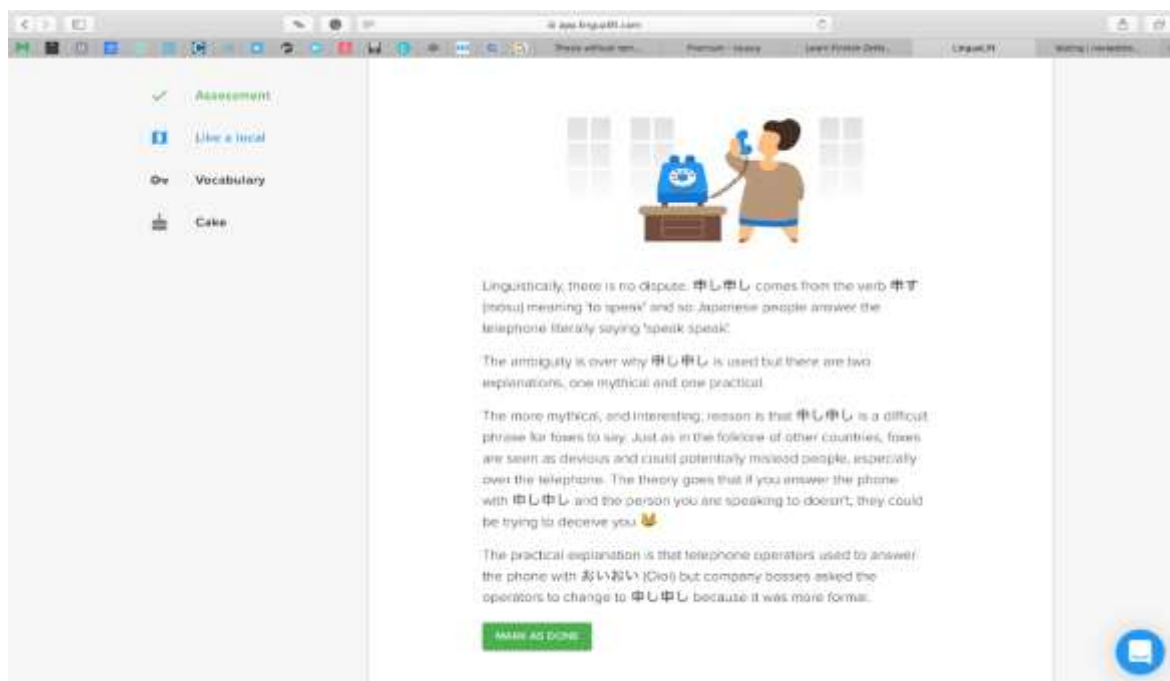 app.lingualift.com
LinguaLift
Assessment
Like a local
Vocabulary
Cake
Linguistically, there is no dispute. 申し申し comes from the verb 申す
(mosu) meaning 'to speak' and so Japanese people answer the
telephone literally saying 'speak speak'.
The ambiguity is over why 申し申し is used but there are two
explanations, one mythical and one practical.
The more mythical, and interesting, reason is that 申し申し is a difficult
phrase for foxes to say. Just as in the folklore of other countries, foxes
are seen as devious and could potentially mislead people, especially
over the telephone. The theory goes that if you answer the phone
with 申し申し and the person you are speaking to doesn't, they could
be trying to deceive you
The practical explanation is that telephone operators used to answer
the phone with おいおい (Oioi) but company bosses asked the
operators to change to 申し申し because it was more formal.
MARK AS DONE